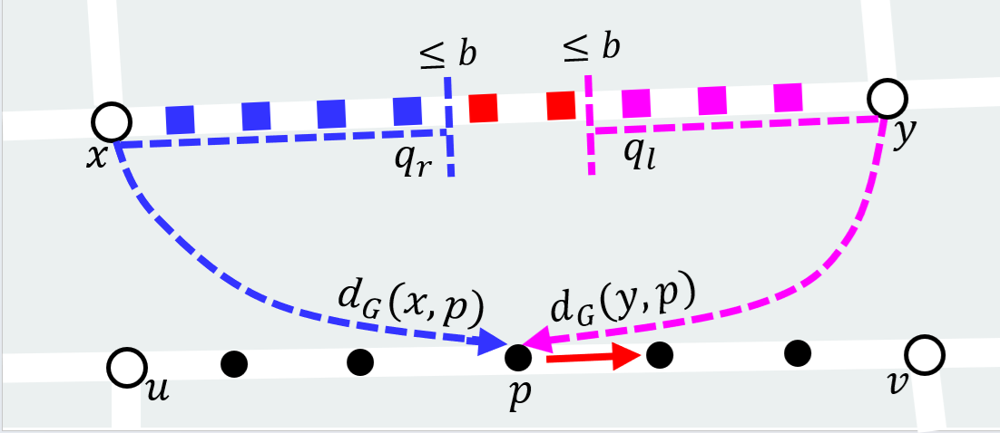 ≤ b
≤ b
x
q_r
q_l
y
d_G(x, p)
d_G(y, p)
u
p
v